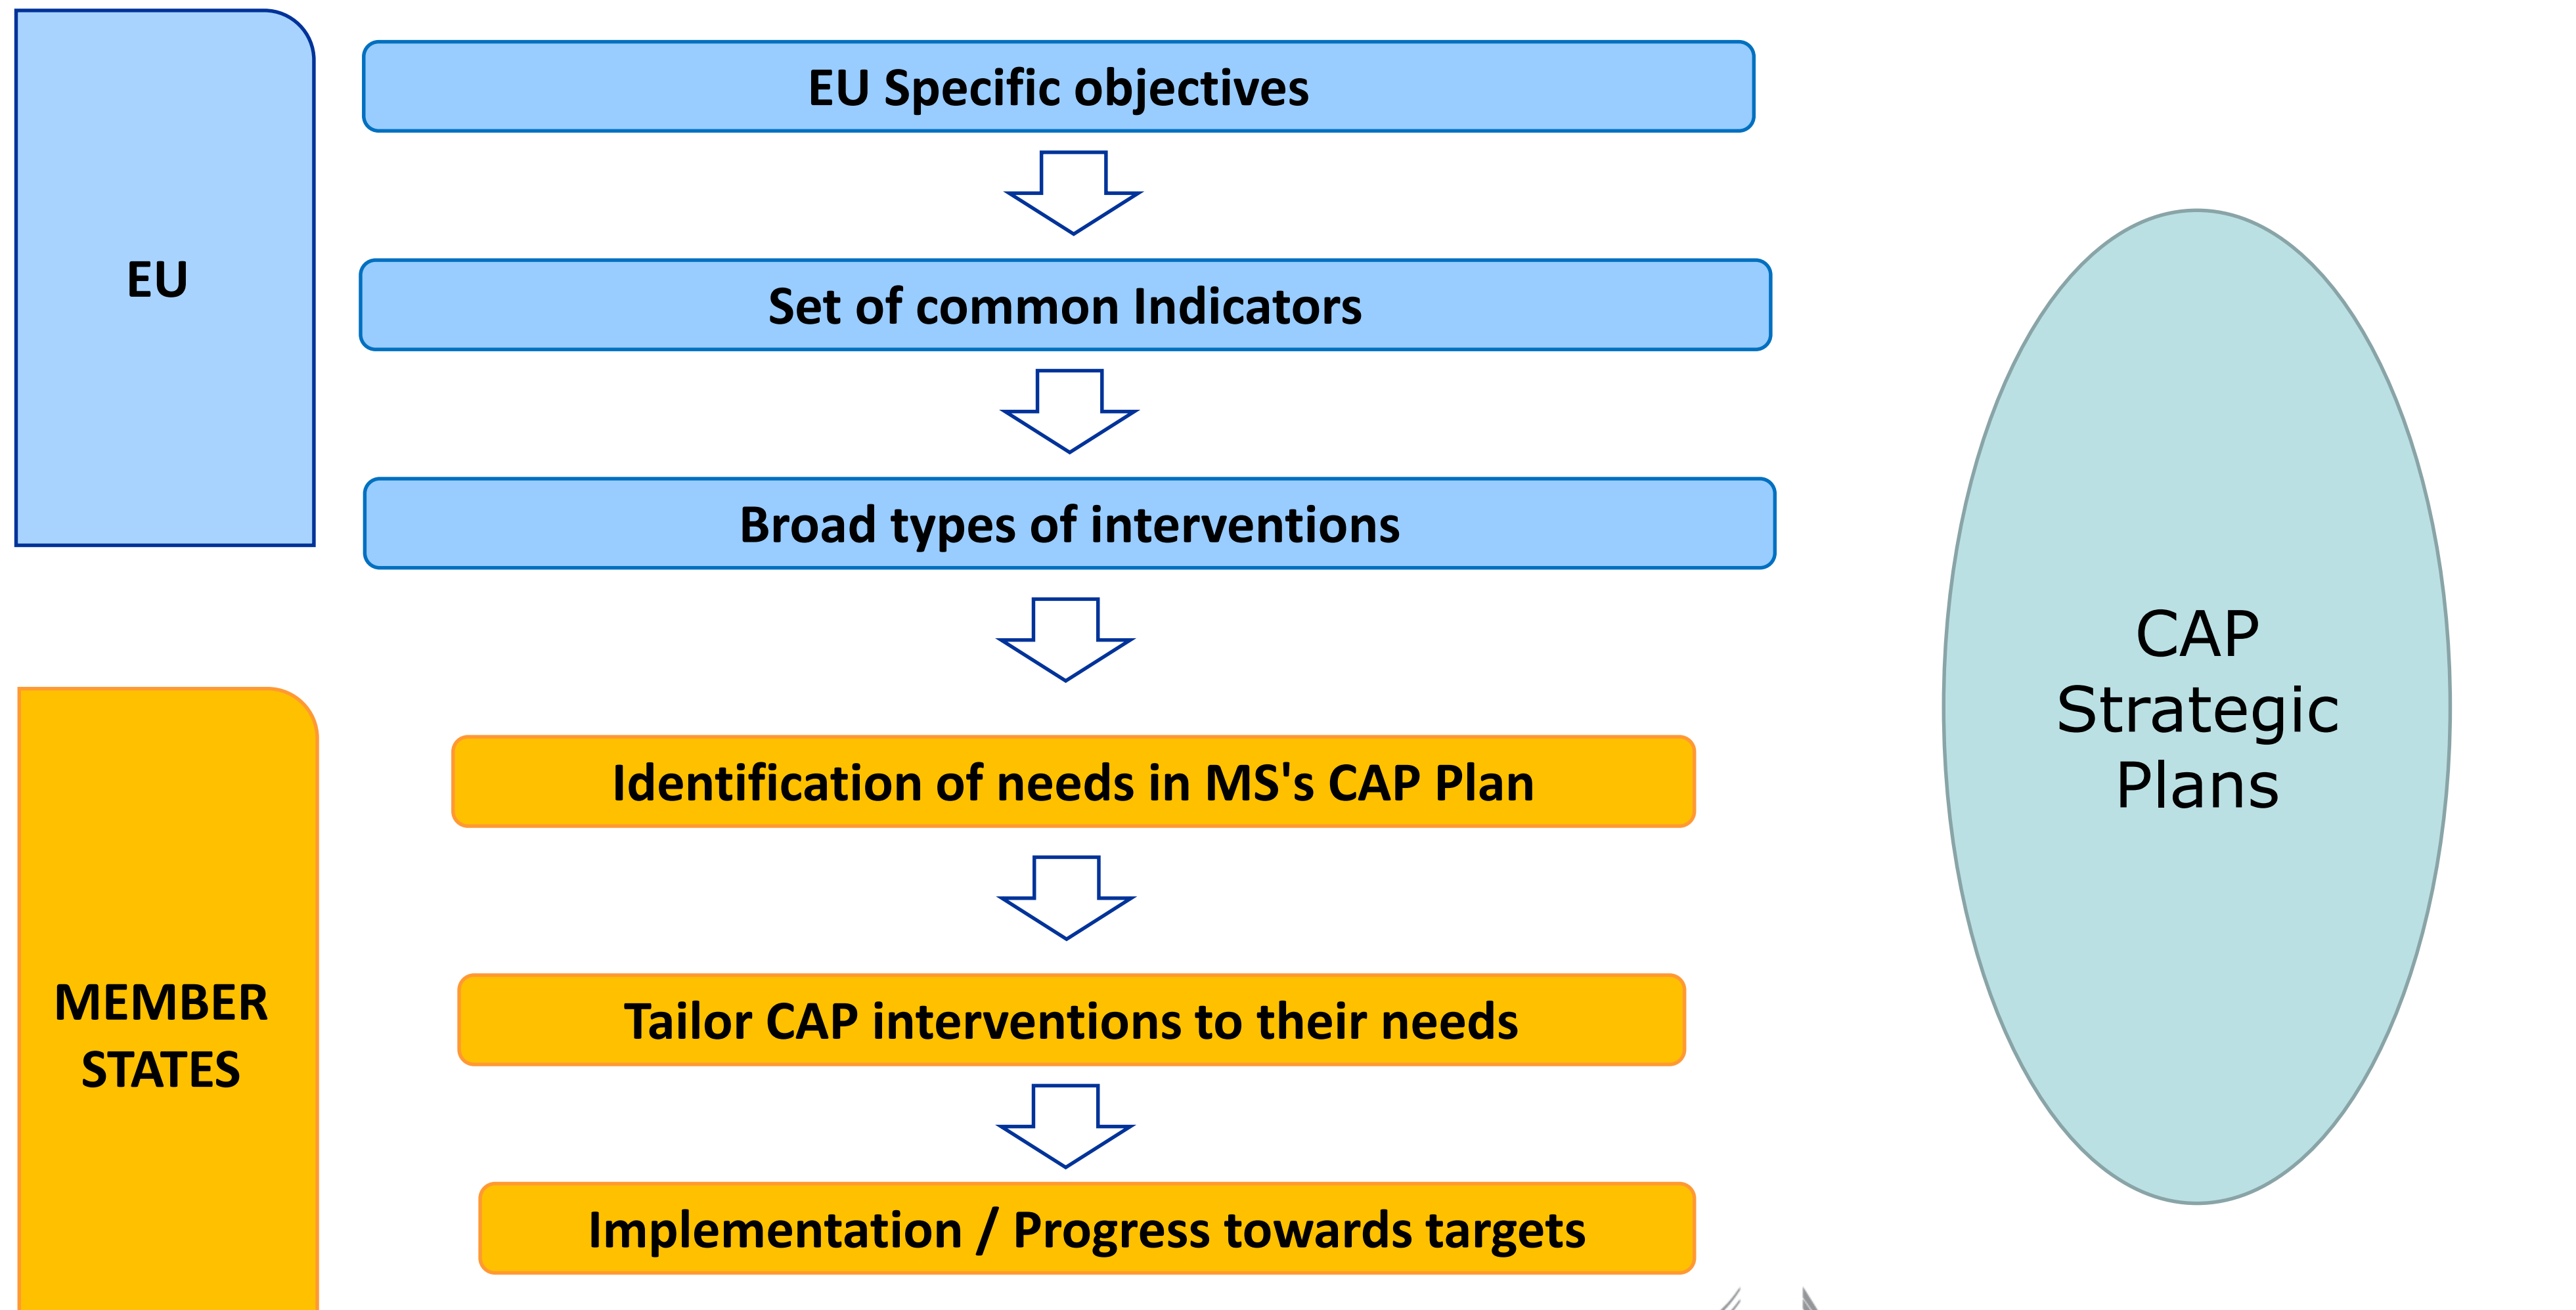 EU
EU Specific objectives
Set of common Indicators
Broad types of interventions
MEMBER
STATES
Identification of needs in MS's CAP Plan
Tailor CAP interventions to their needs
Implementation / Progress towards targets
CAP
Strategic
Plans